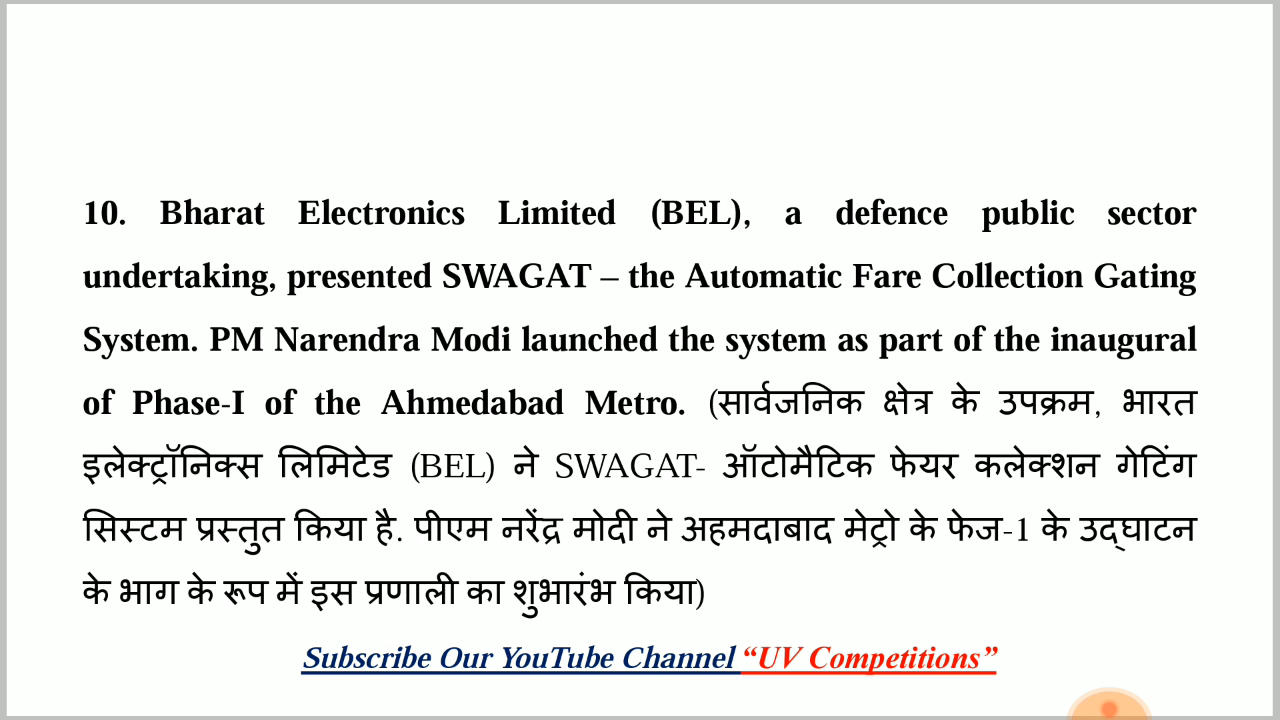 10. Bharat Electronics Limited (BEL), a defence public sector
undertaking, presented SWAGAT – the Automatic Fare Collection Gating
System. PM Narendra Modi launched the system as part of the inaugural
of Phase-I of the Ahmedabad Metro. (सार्वजनिक क्षेत्र के उपक्रम, भारत
इलेक्ट्रॉनिक्स लिमिटेड (BEL) ने SWAGAT- ऑटोमैटिक फेयर कलेक्शन गेटिंग
सिस्टम प्रस्तुत किया है. पीएम नरेंद्र मोदी ने अहमदाबाद मेट्रो के फेज-1 के उद्घाटन
के भाग के रूप में इस प्रणाली का शुभारंभ किया)
Subscribe Our YouTube Channel “UV Competitions”